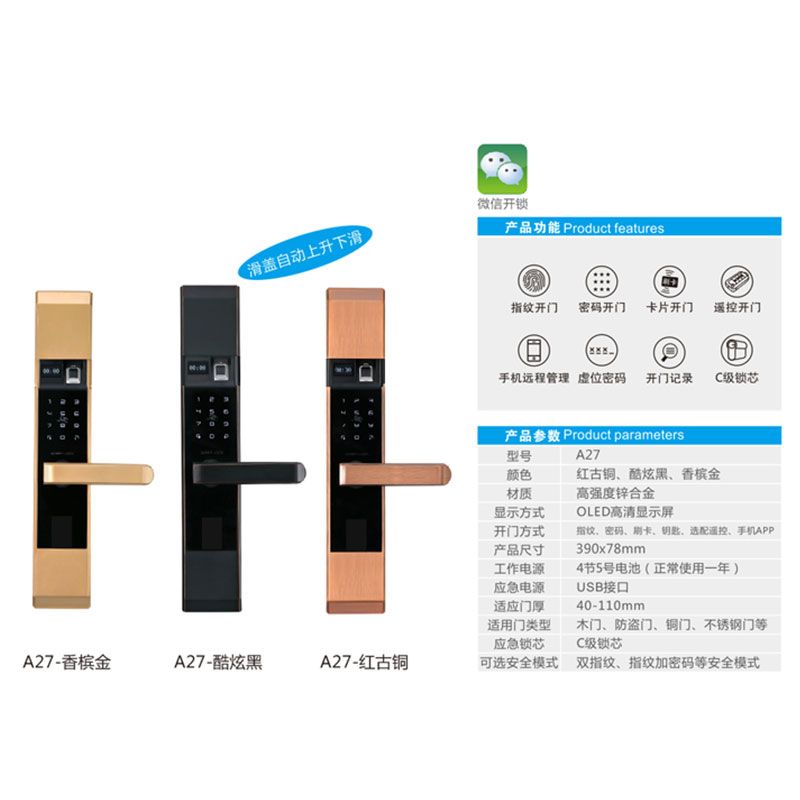 微信开锁
滑盖自动上升下滑
产品功能 Product features
刷卡
指纹开门 密码开门 卡片开门 遥控开门
×××_
手机远程管理 虚位密码 开门记录 C级锁芯
产品参数 Product parameters
型号 A27
颜色 红古铜、酷炫黑、香槟金
材质 高强度锌合金
显示方式 OLED高清显示屏
开门方式 指纹、密码、刷卡、钥匙、选配遥控、手机APP
产品尺寸 390x78mm
工作电源 4节5号电池（正常使用一年）
应急电源 USB接口
适应门厚 40-110mm
适用门类型 木门、防盗门、铜门、不锈钢门等
应急锁芯 C级锁芯
可选安全模式 双指纹、指纹加密码等安全模式
A27-香槟金 A27-酷炫黑 A27-红古铜